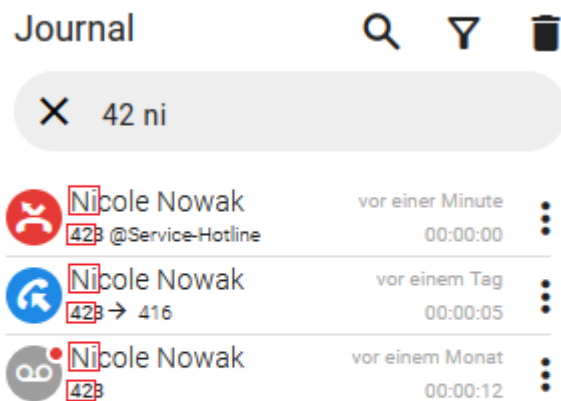 Journal
42 ni
Nicole Nowak vor einer Minute
423 @Service-Hotline 00:00:00
Nicole Nowak vor einem Tag
423 → 416 00:00:05
Nicole Nowak vor einem Monat
423 00:00:12